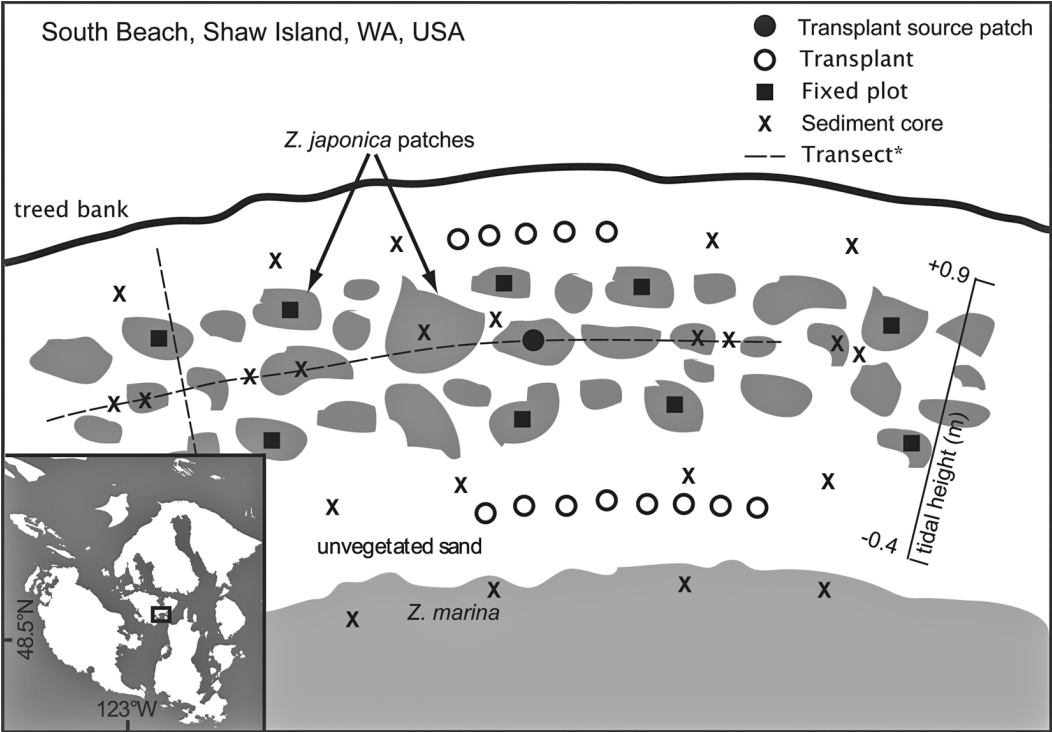 South Beach, Shaw Island, WA, USA
Transplant source patch
Transplant
Fixed plot
X Sediment core
Transect*
Z. japonica patches
treed bank
+0.9
tidal height (m)
-0.4
unvegetated sand
Z. marina
48.5°N
123°W